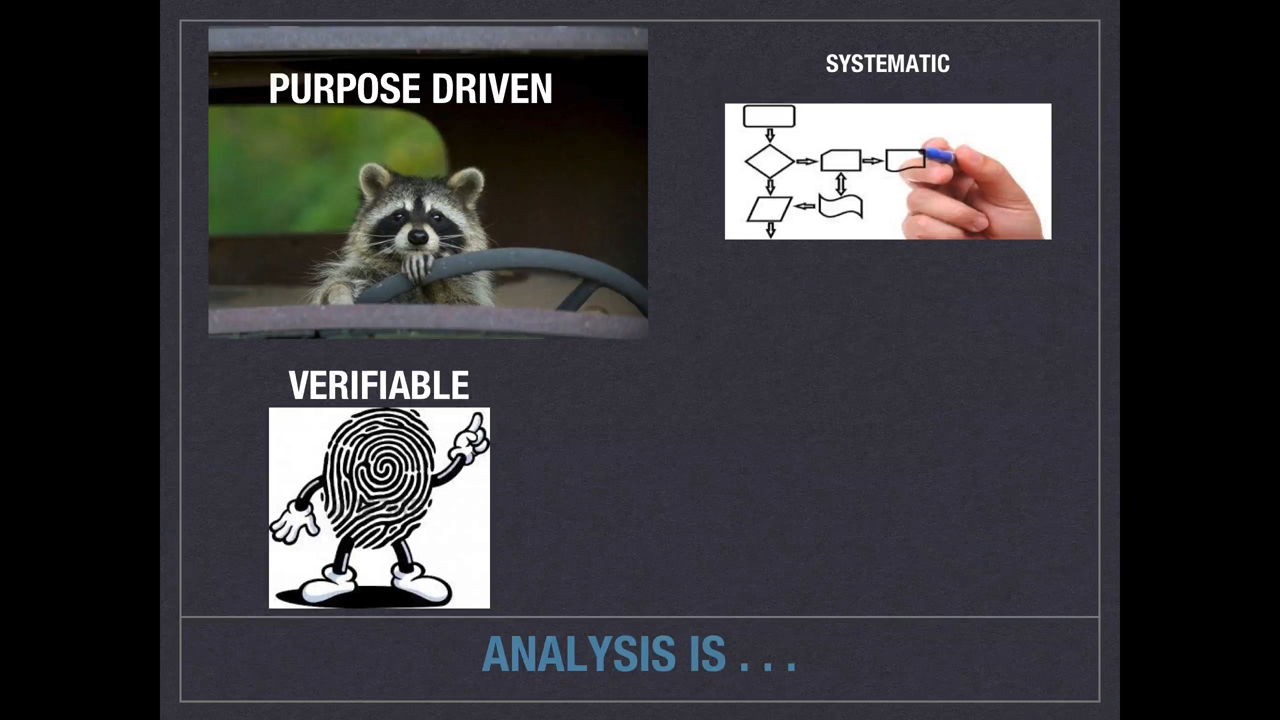 PURPOSE DRIVEN
SYSTEMATIC
VERIFIABLE
ANALYSIS IS . . .